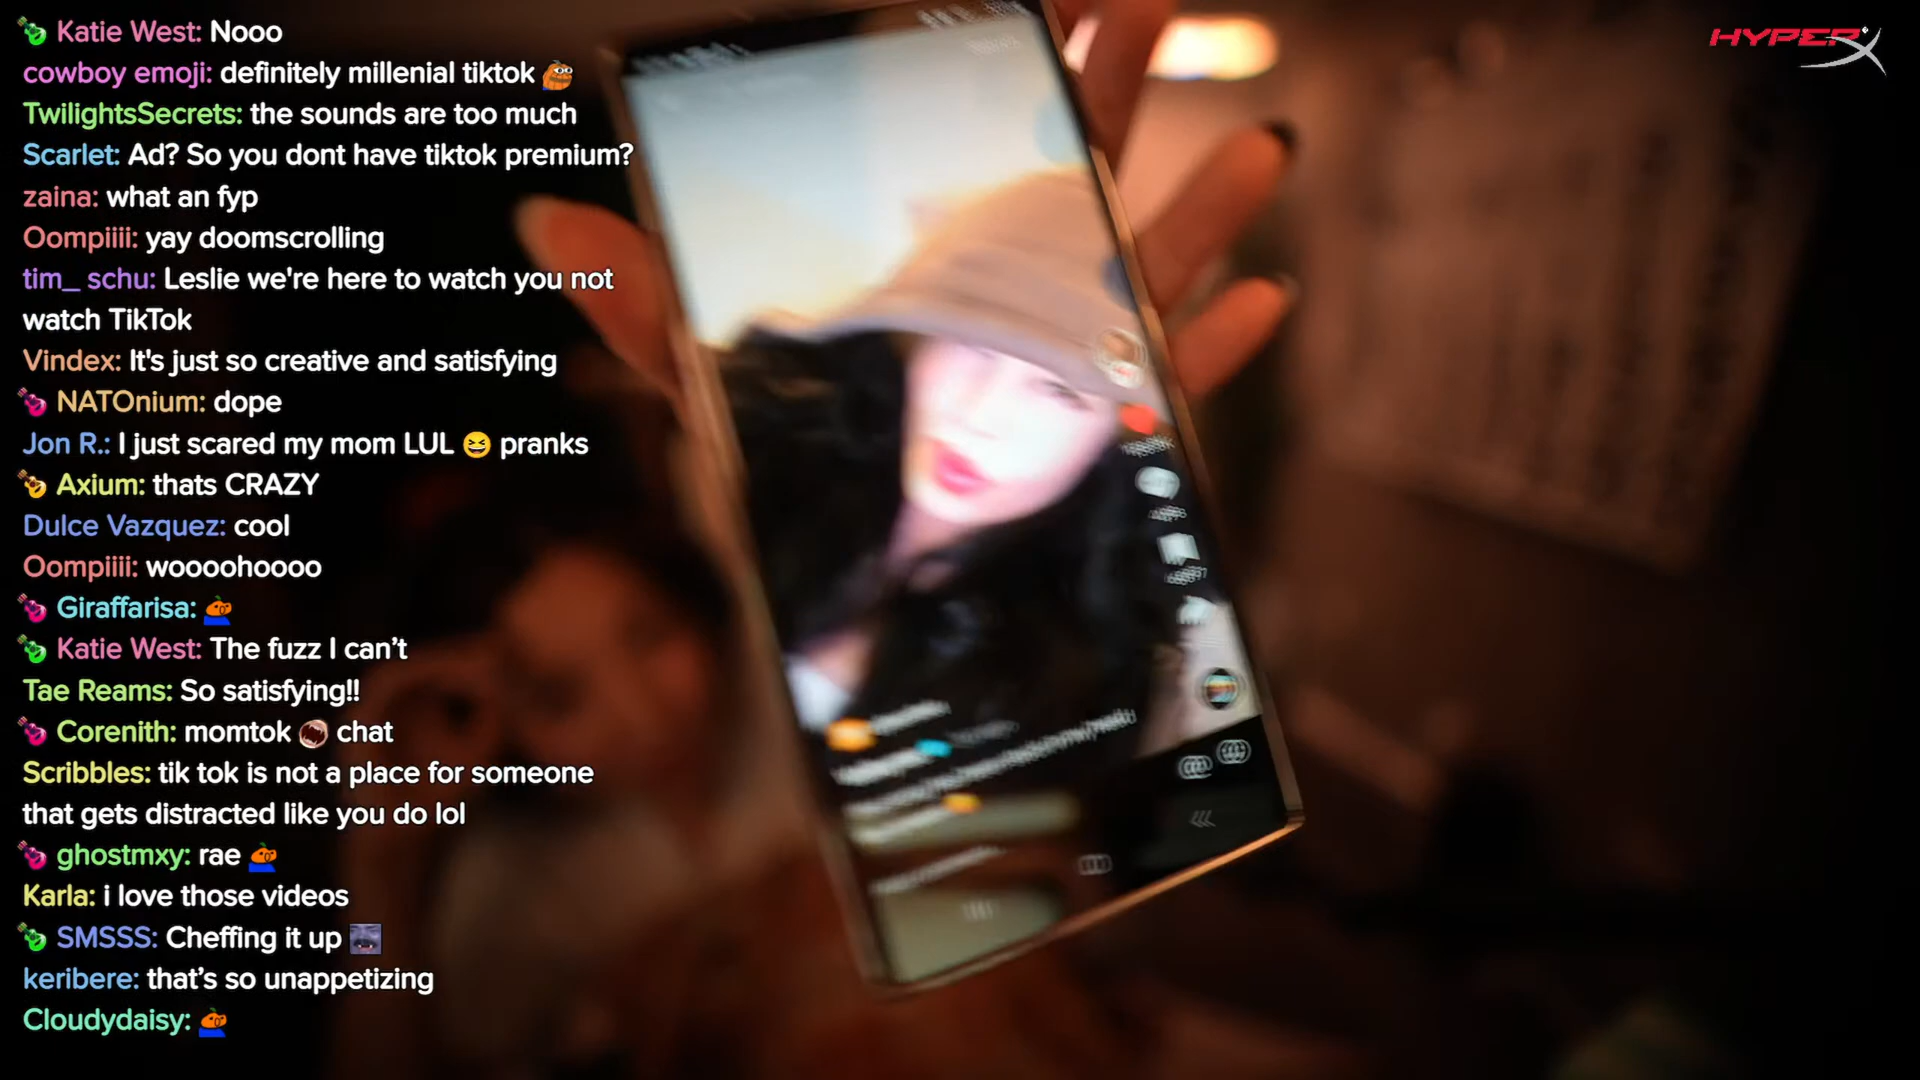 HYPERX
Katie West: Nooo
cowboy emoji: definitely millenial tiktok
TwilightsSecrets: the sounds are too much
Scarlet: Ad? So you dont have tiktok premium?
zaina: what an fyp
Oompiiii: yay doomscrolling
tim_ schu: Leslie we're here to watch you not
watch TikTok
Vindex: It's just so creative and satisfying
NATOnium: dope
Jon R.: I just scared my mom LUL 😆 pranks
Axium: thats CRAZY
Dulce Vazquez: cool
Oompiiii: woooohoooo
Giraffarisa:
Katie West: The fuzz I can’t
Tae Reams: So satisfying!!
Corenith: momtok chat
Scribbles: tik tok is not a place for someone
that gets distracted like you do lol
ghostmxy: rae
Karla: i love those videos
SMSSS: Cheffing it up
keribere: that’s so unappetizing
Cloudydaisy: